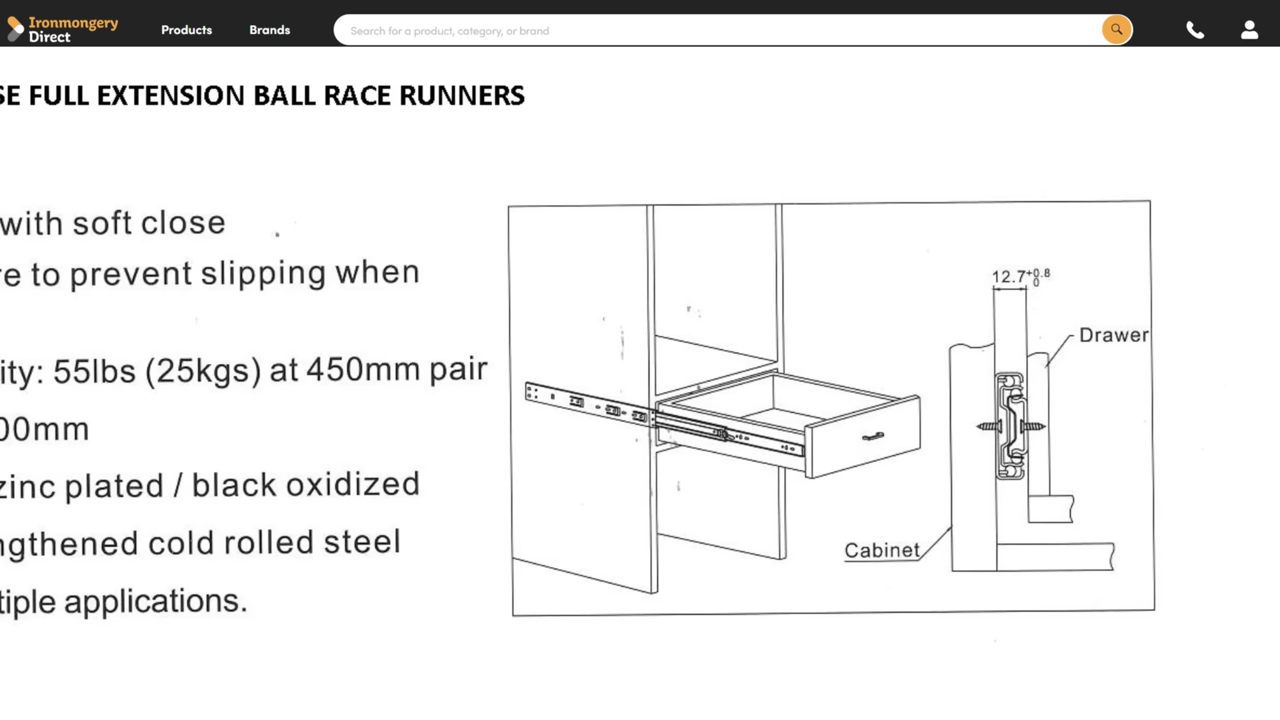 Ironmongery
Direct
Products
Brands
Search for a product, category, or brand
SE FULL EXTENSION BALL RACE RUNNERS
with soft close
re to prevent slipping when
ity: 55lbs (25kgs) at 450mm pair
00mm
zinc plated / black oxidized
ngthened cold rolled steel
tiple applications.
12.7+0.8
0
Drawer
Cabinet